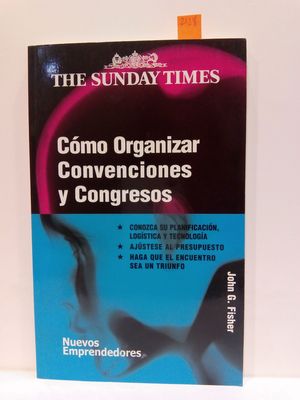 THE SUNDAY TIMES
Cómo Organizar
Convenciones
y Congresos
★ CONOZCA SU PLANIFICACIÓN,
LOGÍSTICA Y TECNOLOGÍA
★ AJÚSTESE AL PRESUPUESTO
★ HAGA QUE EL ENCUENTRO
SEA UN TRIUNFO
John G. Fisher
Nuevos
Emprendedores